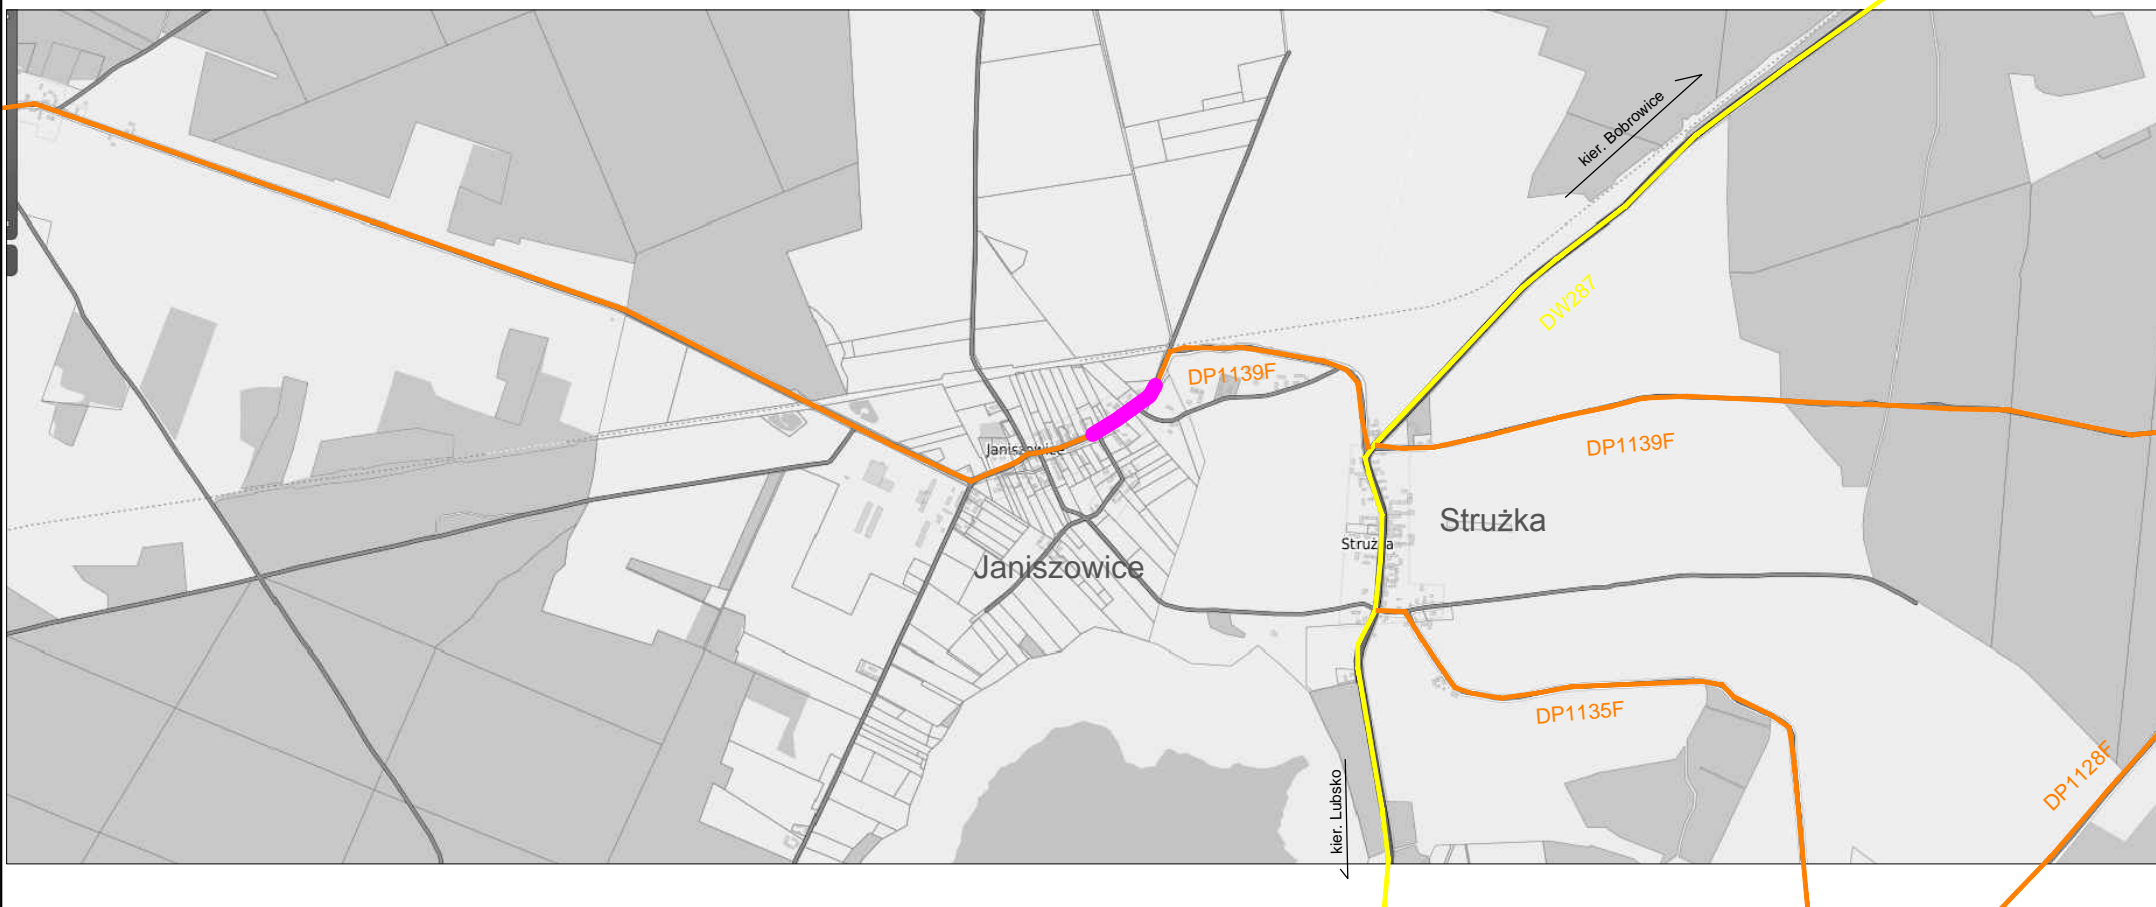 kier. Bobrowice
DW287
DP1139F
DP1139F
Janiszowice
Strużka
Strużka
Janiszowice
DP1135F
DP1128F
kier. Lubsko